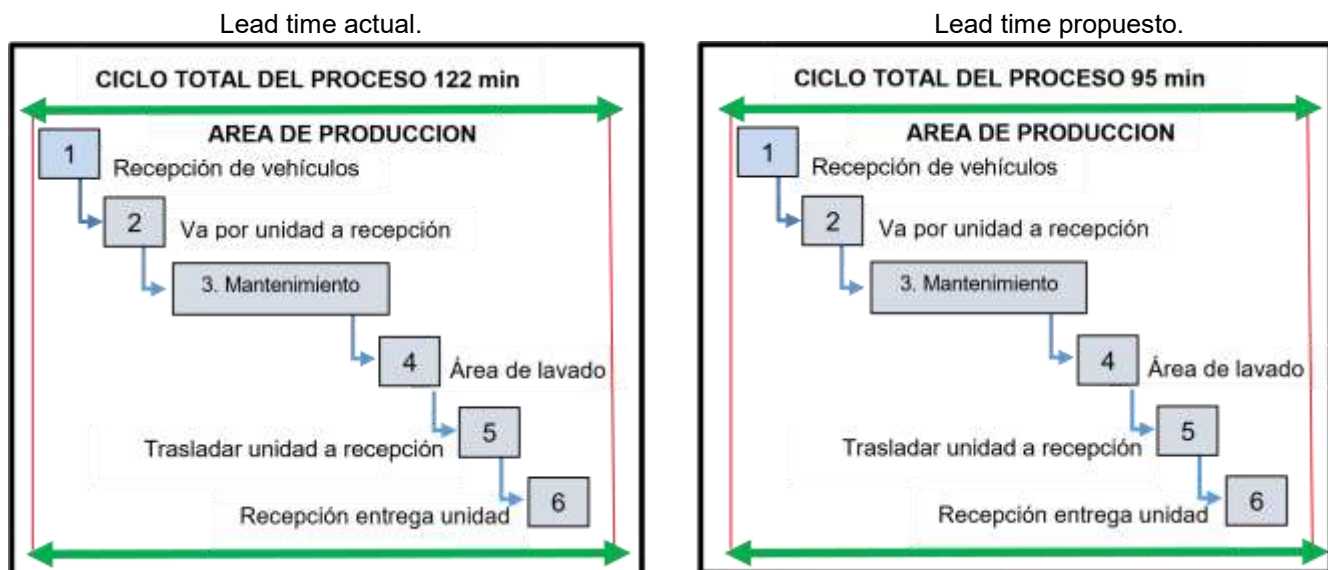 Lead time actual.
CICLO TOTAL DEL PROCESO 122 min
AREA DE PRODUCCION
1
Recepción de vehículos
2
Va por unidad a recepción
3. Mantenimiento
4
Área de lavado
5
Trasladar unidad a recepción
6
Recepción entrega unidad
Lead time propuesto.
CICLO TOTAL DEL PROCESO 95 min
AREA DE PRODUCCION
1
Recepción de vehículos
2
Va por unidad a recepción
3. Mantenimiento
4
Área de lavado
5
Trasladar unidad a recepción
6
Recepción entrega unidad